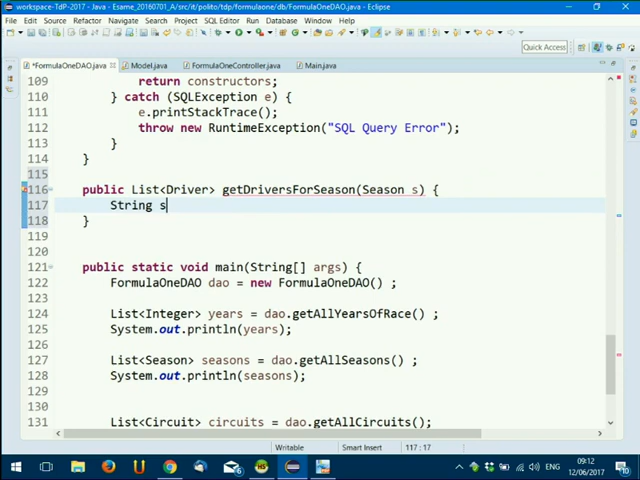 workspace-TdP-2017 - Java - Esame_20160701_A/src/it/polito/tdp/formulaone/db/FormulaOneDAO.java - Eclipse
File Edit Source Refactor Navigate Search Project Run Database Window Help
Quick Access
*FormulaOneDAO.java Model.java FormulaOneController.java Main.java
109 return constructors;
110 } catch (SQLException e) {
111 e.printStackTrace();
112 throw new RuntimeException("SQL Query Error");
113 }
114 }
115
116 public List<Driver> getDriversForSeason(Season s) {
117 String s
118 }
119
120
121 public static void main(String[] args) {
122 FormulaOneDAO dao = new FormulaOneDAO() ;
123
124 List<Integer> years = dao.getAllYearsOfRace() ;
125 System.out.println(years);
126
127 List<Season> seasons = dao.getAllSeasons() ;
128 System.out.println(seasons);
129
130
131 List<Circuit> circuits = dao.getAllCircuits();
Writable Smart Insert 117 : 17
09:12
12/06/2017